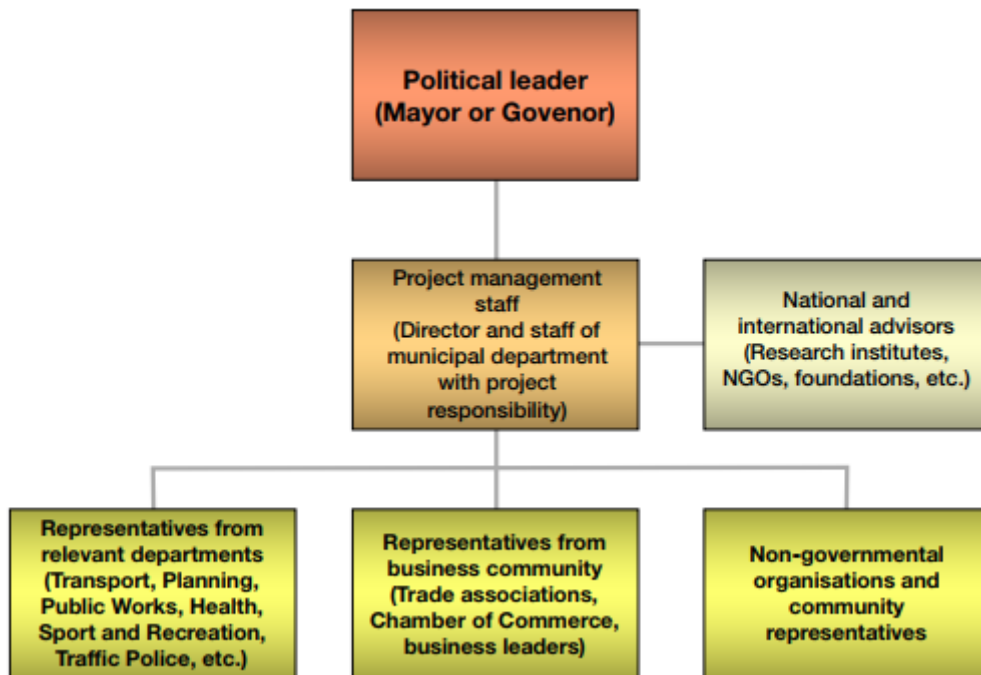 Political leader
(Mayor or Govenor)
Project management
staff
(Director and staff of
municipal department
with project
responsibility)
National and
international advisors
(Research institutes,
NGOs, foundations, etc.)
Representatives from
relevant departments
(Transport, Planning,
Public Works, Health,
Sport and Recreation,
Traffic Police, etc.)
Representatives from
business community
(Trade associations,
Chamber of Commerce,
business leaders)
Non-governmental
organisations and
community
representatives